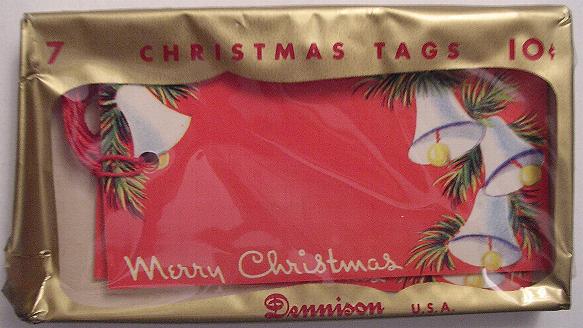 7 CHRISTMAS TAGS 10¢
Merry Christmas
Dennison U.S.A.